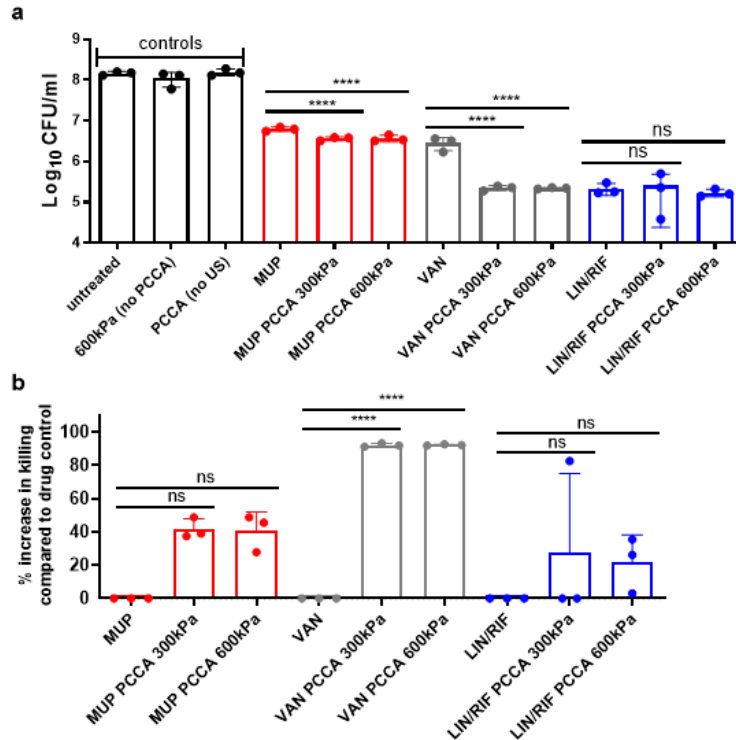 a
controls
9
8
7
6
5
4
Log10 CFU/ml
****
****
****
****
ns
ns
untreated
600kPa (no PCCA)
PCCA (no US)
MUP
MUP PCCA 300kPa
MUP PCCA 600kPa
VAN
VAN PCCA 300kPa
VAN PCCA 600kPa
LIN/RIF
LIN/RIF PCCA 300kPa
LIN/RIF PCCA 600kPa
b
% increase in killing
compared to drug control
100
80
60
40
20
0
ns
ns
****
****
ns
ns
MUP
MUP PCCA 300kPa
MUP PCCA 600kPa
VAN
VAN PCCA 300kPa
VAN PCCA 600kPa
LIN/RIF
LIN/RIF PCCA 300kPa
LIN/RIF PCCA 600kPa